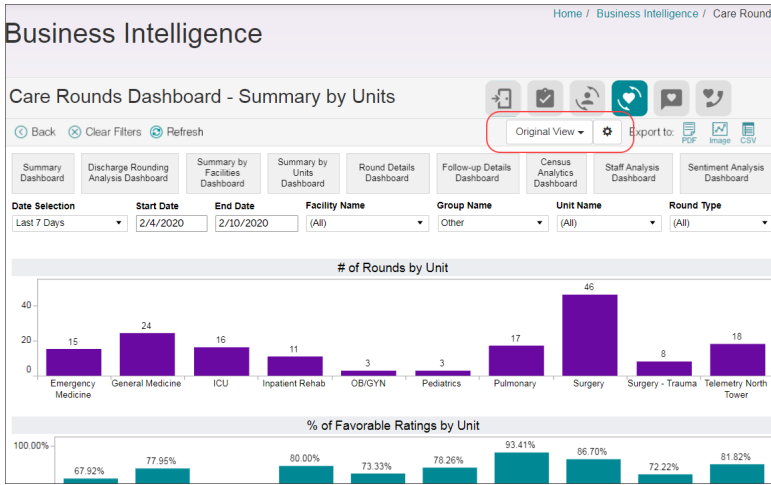 Home / Business Intelligence / Care Round
Business Intelligence
Care Rounds Dashboard - Summary by Units
Back Clear Filters Refresh Original View Export to: PDF Image CSV
Summary Dashboard
Discharge Rounding Analysis Dashboard
Summary by Facilities Dashboard
Summary by Units Dashboard
Round Details Dashboard
Follow-up Details Dashboard
Census Analytics Dashboard
Staff Analysis Dashboard
Sentiment Analysis Dashboard
Date Selection Start Date End Date Facility Name Group Name Unit Name Round Type
Last 7 Days 2/4/2020 2/10/2020 (All) Other (All) (All)
# of Rounds by Unit
40
20
0
15 24 16 11 3 3 17 46 8 18
Emergency Medicine
General Medicine
ICU
Inpatient Rehab
OB/GYN
Pediatrics
Pulmonary
Surgery
Surgery - Trauma
Telemetry North Tower
% of Favorable Ratings by Unit
100.00%
67.92% 77.95% 80.00% 73.33% 78.26% 93.41% 86.70% 72.22% 81.82%